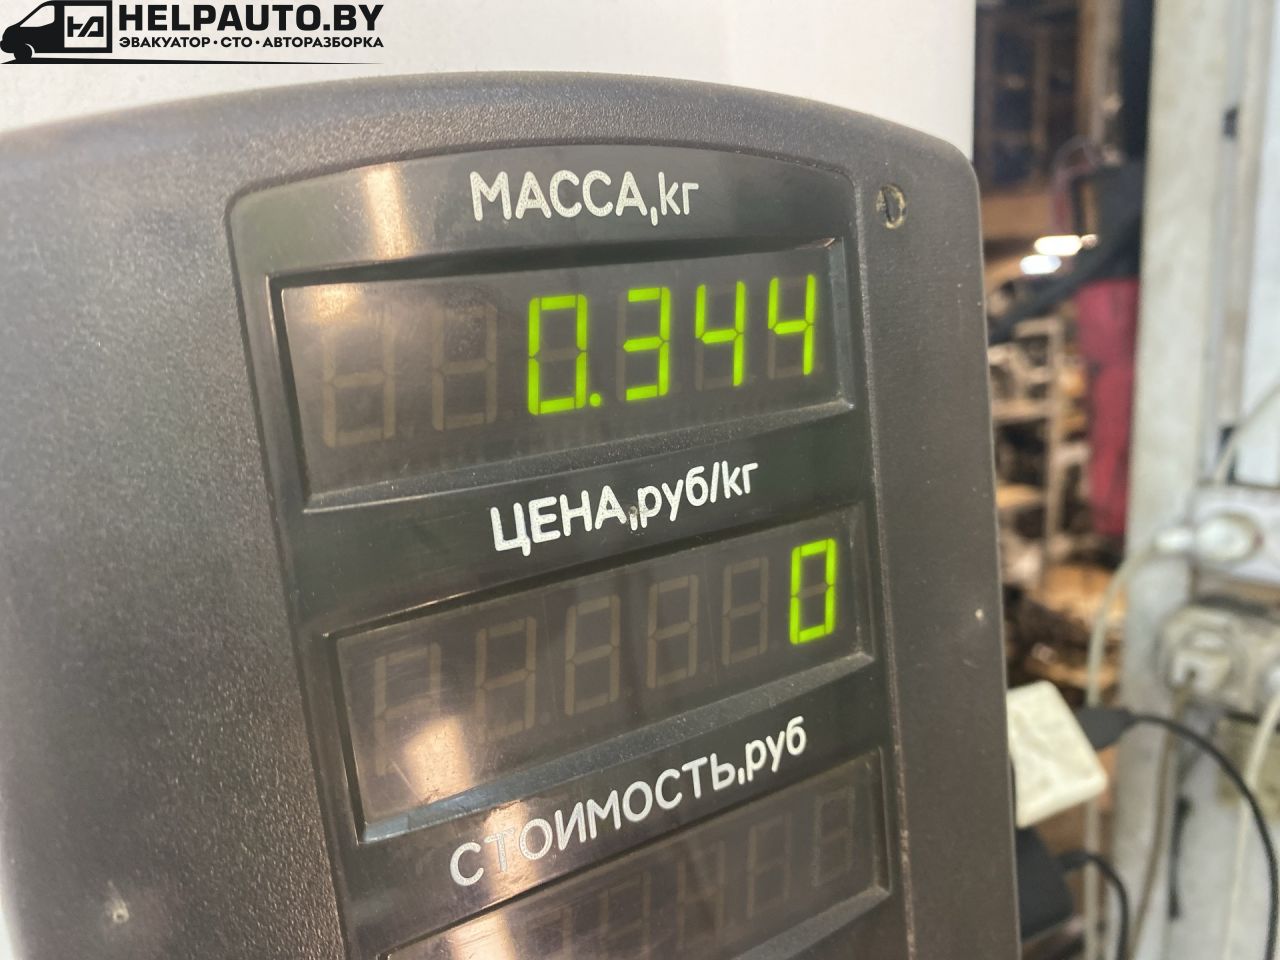 HELPAUTO.BY
ЭВАКУАТОР • СТО • АВТОРАЗБОРКА
МАССА,кг
0.344
ЦЕНА,руб/кг
0
СТОИМОСТЬ,руб